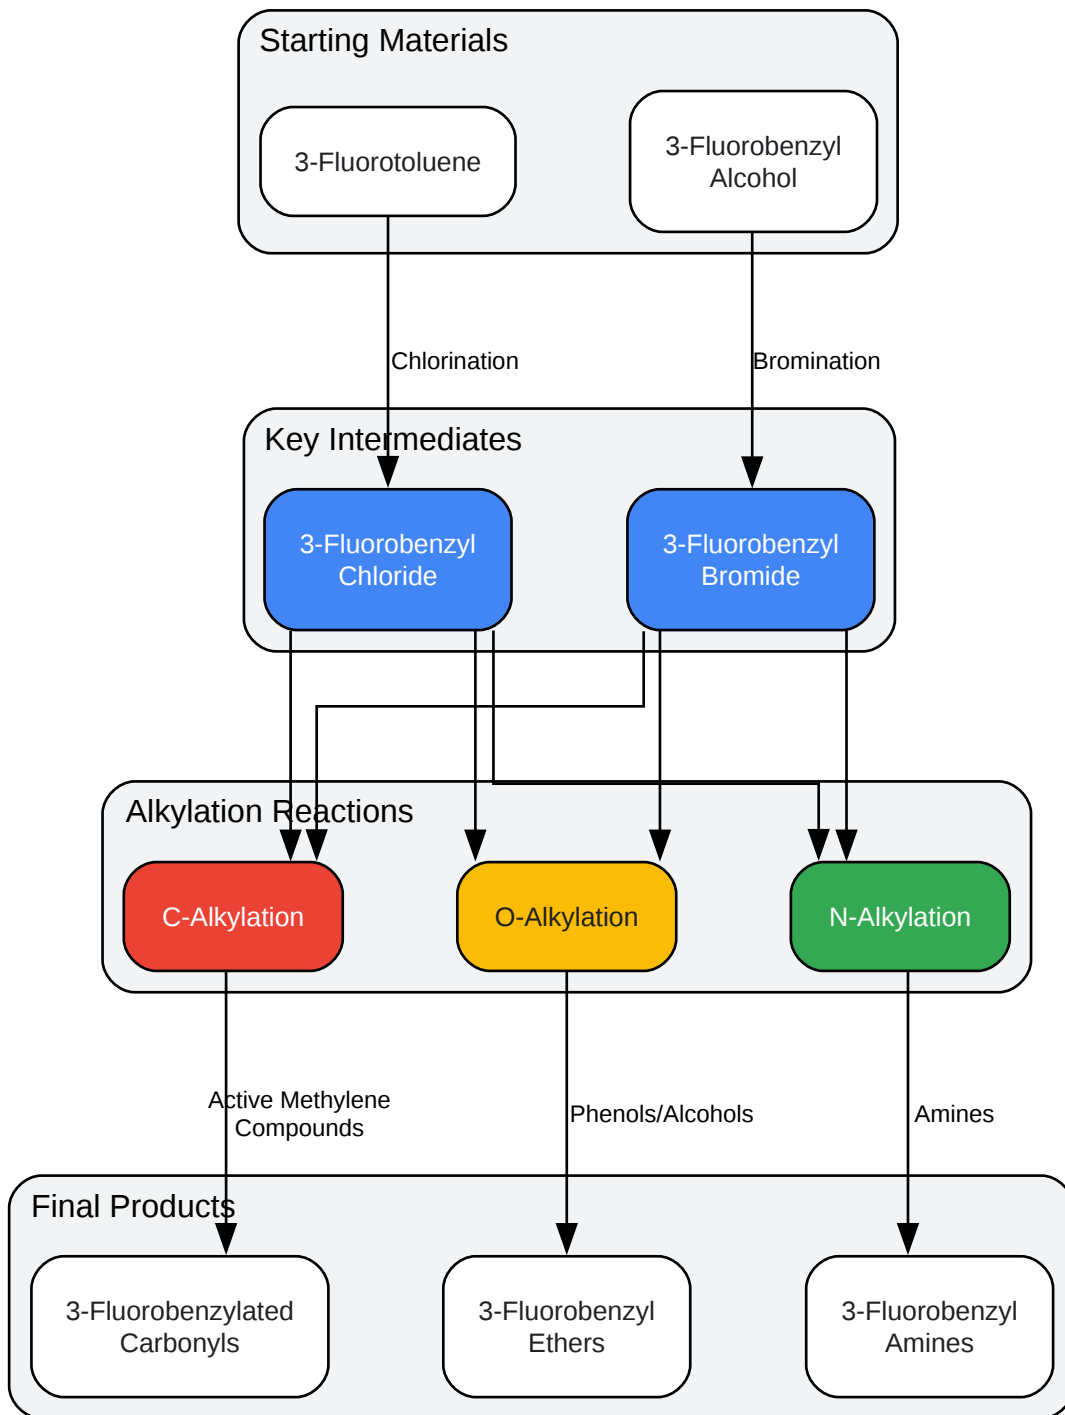 Starting Materials
3-Fluorotoluene
3-Fluorobenzyl
Alcohol
Chlorination
Bromination
Key Intermediates
3-Fluorobenzyl
Chloride
3-Fluorobenzyl
Bromide
Alkylation Reactions
C-Alkylation
O-Alkylation
N-Alkylation
Active Methylene
Compounds
Phenols/Alcohols
Amines
Final Products
3-Fluorobenzylated
Carbonyls
3-Fluorobenzyl
Ethers
3-Fluorobenzyl
Amines